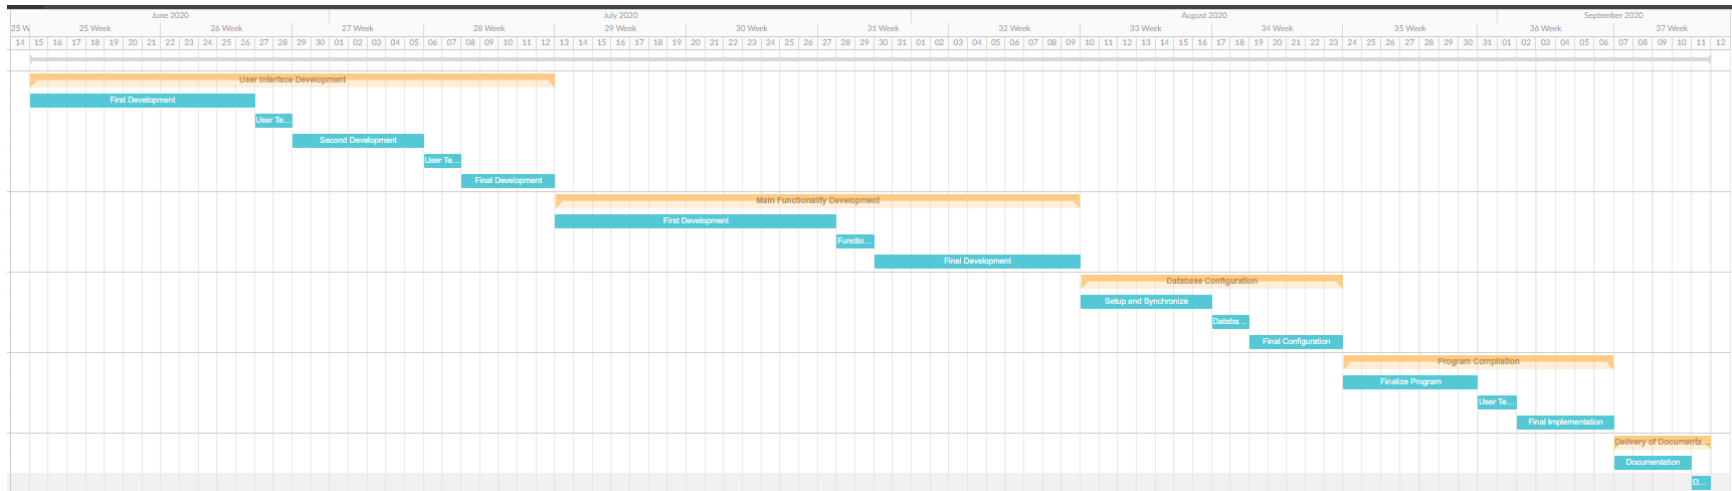 June 2020 July 2020 August 2020 September 2020
25 W 25 Week 26 Week 27 Week 28 Week 29 Week 30 Week 31 Week 32 Week 33 Week 34 Week 35 Week 36 Week 37 Week
14 15 16 17 18 19 20 21 22 23 24 25 26 27 28 29 30 01 02 03 04 05 06 07 08 09 10 11 12 13 14 15 16 17 18 19 20 21 22 23 24 25 26 27 28 29 30 31 01 02 03 04 05 06 07 08 09 10 11 12 13 14 15 16 17 18 19 20 21 22 23 24 25 26 27 28 29 30 31 01 02 03 04 05 06 07 08 09 10 11 12
User Interface Development
First Development
User Te...
Second Development
User Te...
Final Development
Main Functionality Development
First Development
Functio...
Final Development
Database Configuration
Setup and Synchronize
Databa...
Final Configuration
Program Compilation
Finalize Program
User Te...
Final Implementation
Delivery of Documenta...
Documentation
D...